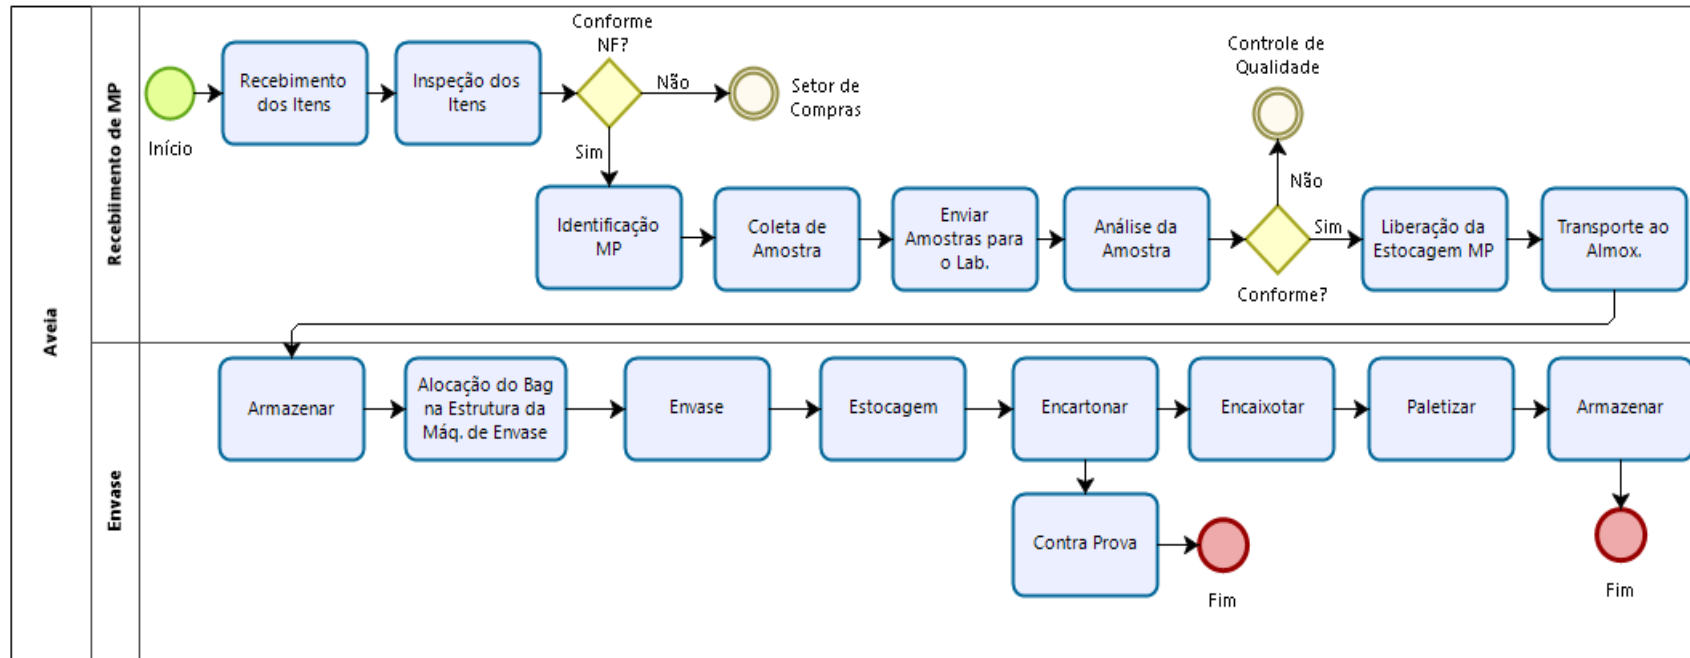 Aveia
Recebiimento de MP
Início
Recebimento
dos Itens
Inspeção dos
Itens
Conforme
NF?
Não
Setor de
Compras
Sim
Identificação
MP
Coleta de
Amostra
Enviar
Amostras para
o Lab.
Análise da
Amostra
Controle de
Qualidade
Não
Conforme?
Sim
Liberação da
Estocagem MP
Transporte ao
Almox.
Envase
Armazenar
Alocação do Bag
na Estrutura da
Máq. de Envase
Envase
Estocagem
Encartonar
Encaixotar
Paletizar
Armazenar
Contra Prova
Fim
Fim